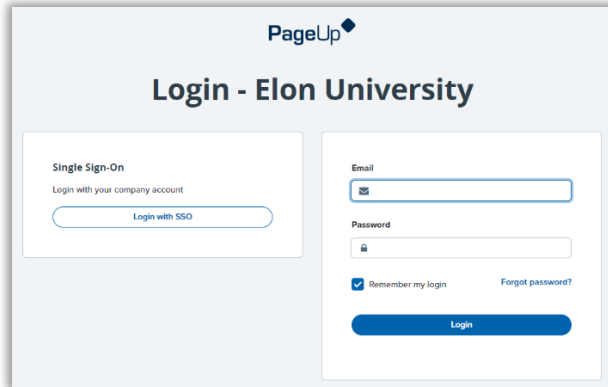 PageUp
Login - Elon University
Single Sign-On
Login with your company account
Login with SSO
Email
Password
Remember my login
Forgot password?
Login